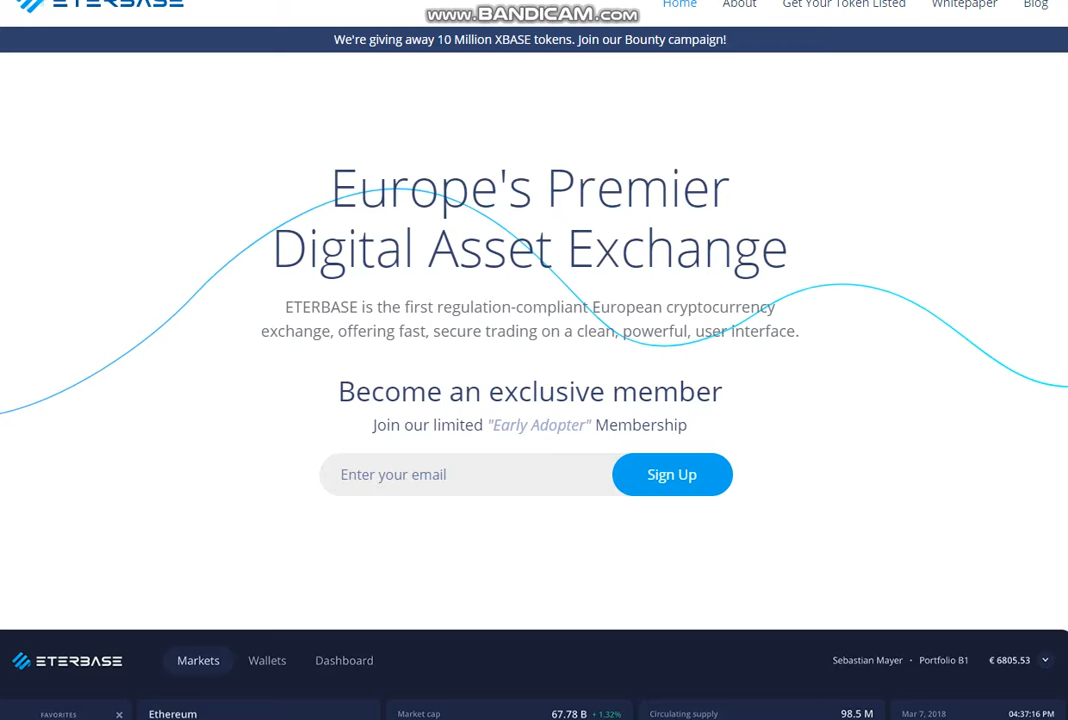 ETERBASE
www.BANDICAM.com
Home About Get Your Token Listed Whitepaper Blog
We're giving away 10 Million XBASE tokens. Join our Bounty campaign!
Europe's Premier
Digital Asset Exchange
ETERBASE is the first regulation-compliant European cryptocurrency
exchange, offering fast, secure trading on a clean, powerful, user interface.
Become an exclusive member
Join our limited "Early Adopter" Membership
Enter your email Sign Up
ETERBASE Markets Wallets Dashboard Sebastian Mayer • Portfolio B1 € 6805.53
FAVORITES × Ethereum Market cap 67.78 B + 1.32% Circulating supply 98.5 M Mar 7, 2018 04:37:16 PM